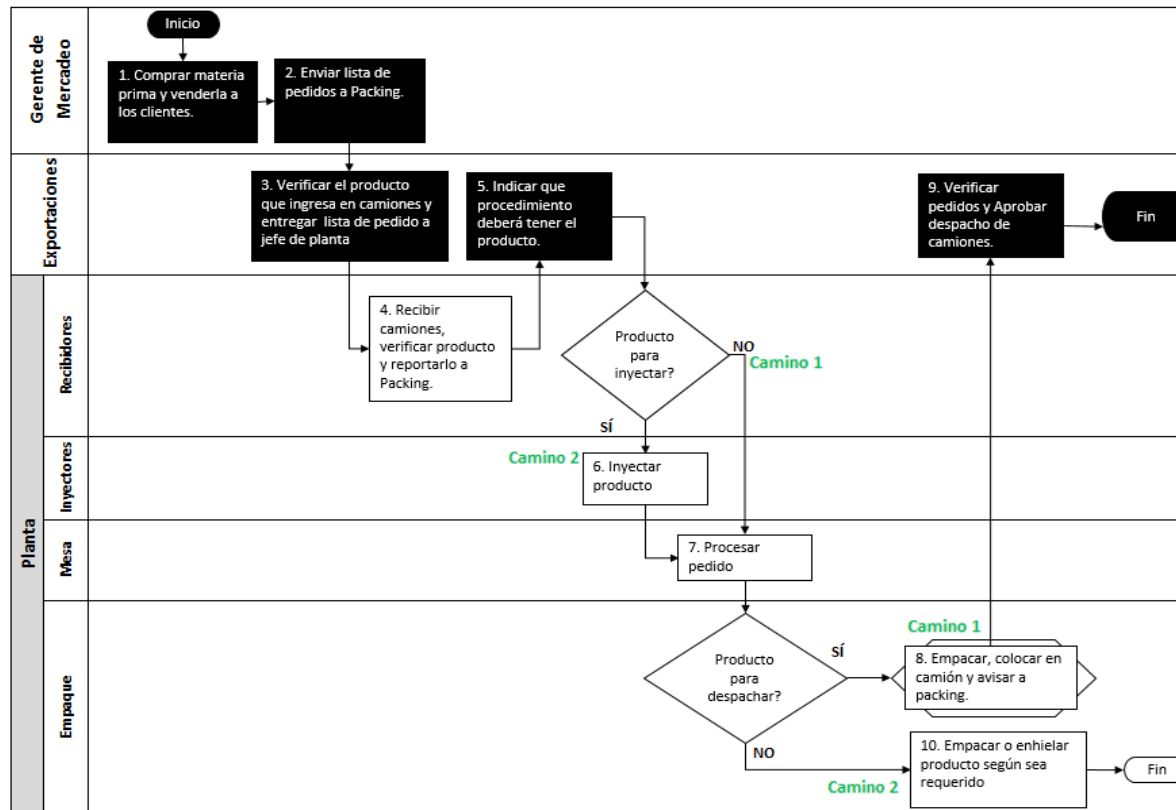 Gerente de
Mercadeo
Inicio
1. Comprar materia
prima y venderla a
los clientes.
2. Enviar lista de
pedidos a Packing.
Exportaciones
3. Verificar el producto
que ingresa en camiones y
entregar lista de pedido a
jefe de planta
5. Indicar que
procedimiento
deberá tener el
producto.
9. Verificar
pedidos y Aprobar
despacho de
camiones.
Fin
Planta
Recibidores
4. Recibir
camiones,
verificar producto
y reportarlo a
Packing.
Producto
para
inyectar?
NO
Camino 1
SÍ
Inyectores
Camino 2
6. Inyectar
producto
Mesa
7. Procesar
pedido
Empaque
Producto
para
despachar?
SÍ
Camino 1
8. Empacar, colocar en
camión y avisar a
packing.
NO
Camino 2
10. Empacar o enhielar
producto según sea
requerido
Fin